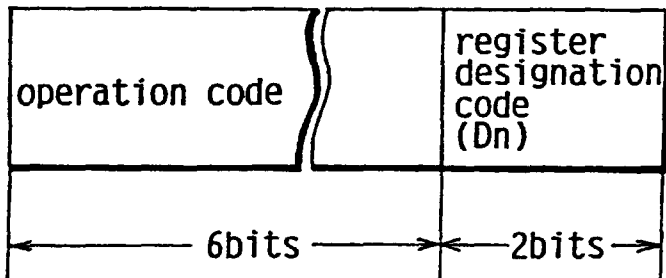 operation code
register
designation
code
(Dn)
6bits
2bits